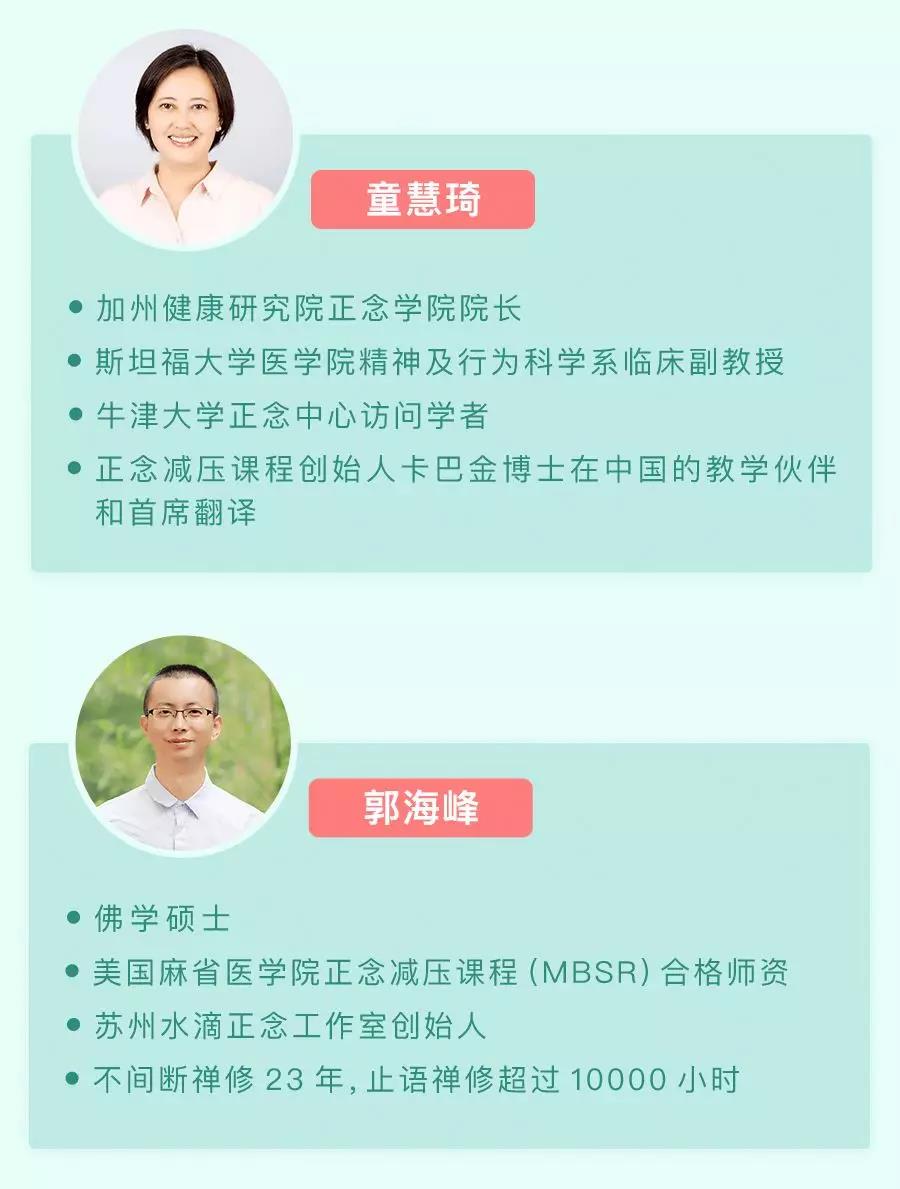 童慧琦
加州健康研究院正念学院院长
斯坦福大学医学院精神及行为科学系临床副教授
牛津大学正念中心访问学者
正念减压课程创始人卡巴金博士在中国的教学伙伴
和首席翻译
郭海峰
佛学硕士
美国麻省医学院正念减压课程(MBSR)合格师资
苏州水滴正念工作室创始人
不间断禅修 23 年,止语禅修超过 10000 小时